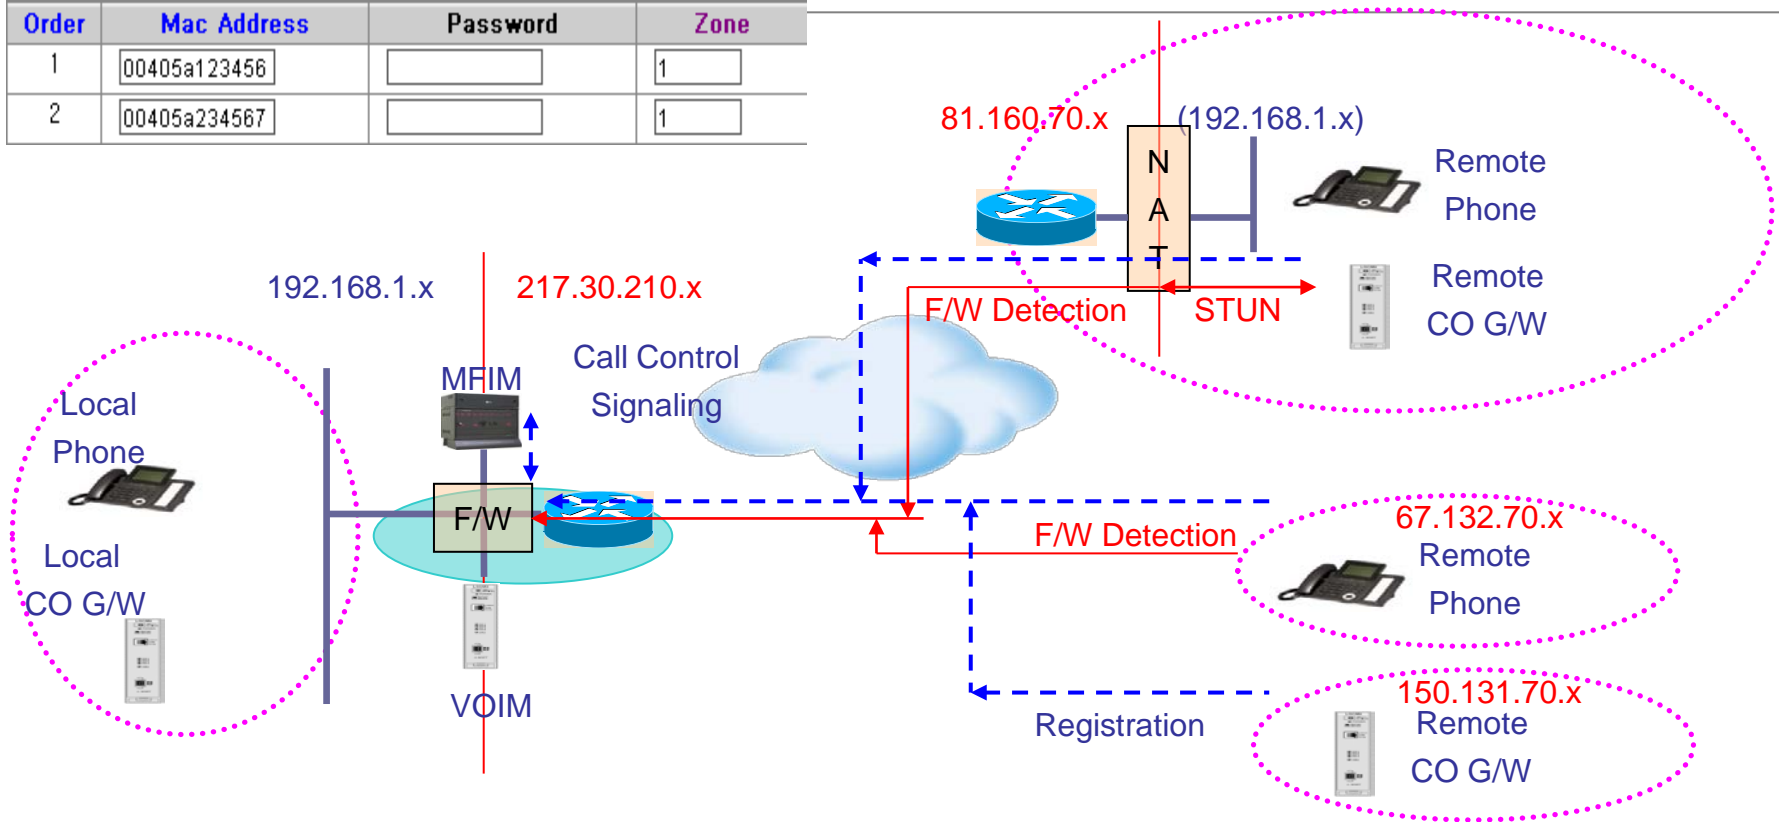 Order Mac Address Password Zone
1 00405a123456 1
2 00405a234567 1
81.160.70.x (192.168.1.x)
N
A
T
Remote
Phone
Remote
CO G/W
F/W Detection STUN
192.168.1.x 217.30.210.x
Call Control
Signaling
MFIM
Local
Phone
F/W
Local
CO G/W
VOIM
F/W Detection
67.132.70.x
Remote
Phone
Registration
150.131.70.x
Remote
CO G/W